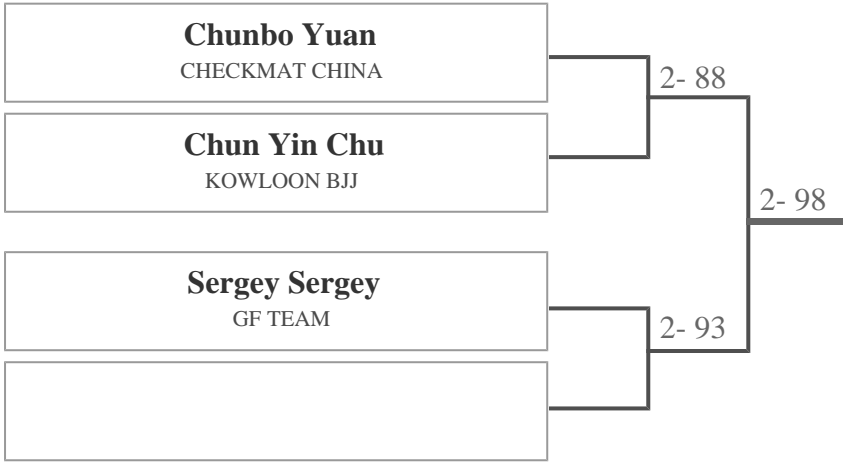 Chunbo Yuan
CHECKMAT CHINA
2- 88
Chun Yin Chu
KOWLOON BJJ
2- 98
Sergey Sergey
GF TEAM
2- 93